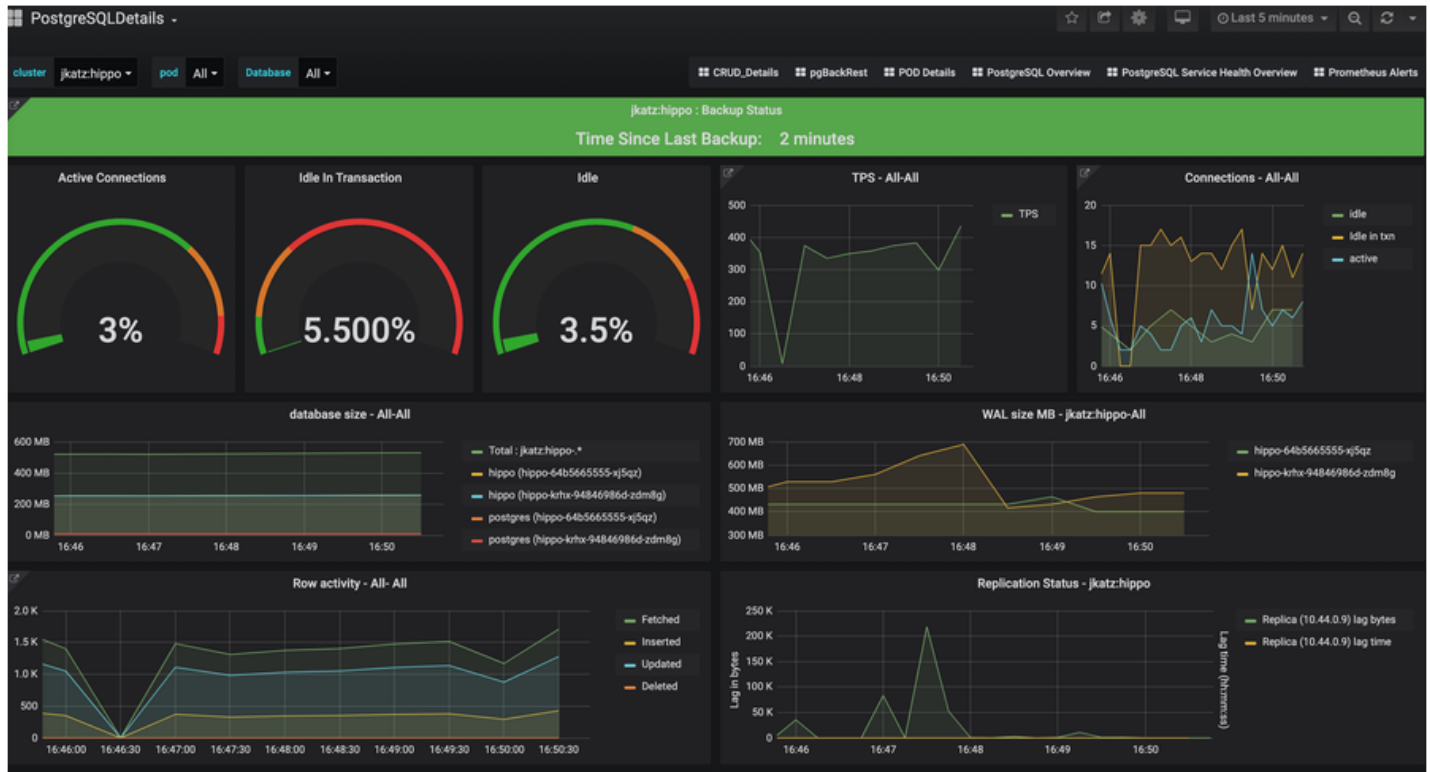 PostgreSQLDetails
Last 5 minutes
cluster jkatz:hippo pod All Database All
CRUD_Details pgBackRest POD Details PostgreSQL Overview PostgreSQL Service Health Overview Prometheus Alerts
jkatz:hippo : Backup Status
Time Since Last Backup: 2 minutes
Active Connections
3%
Idle In Transaction
5.500%
Idle
3.5%
TPS - All-All
500
400
300
200
100
0
16:46 16:48 16:50
TPS
Connections - All-All
20
15
10
5
0
16:46 16:48 16:50
idle
Idle in txn
active
database size - All-All
600 MB
400 MB
200 MB
0 MB
16:46 16:47 16:48 16:49 16:50
Total : jkatz:hippo-.*
hippo (hippo-64b5665555-xj5qz)
hippo (hippo-krhx-94846986d-zdm8g)
postgres (hippo-64b5665555-xj5qz)
postgres (hippo-krhx-94846986d-zdm8g)
WAL size MB - jkatz:hippo-All
700 MB
600 MB
500 MB
400 MB
300 MB
16:46 16:47 16:48 16:49 16:50
hippo-64b5665555-xj5qz
hippo-krhx-94846986d-zdm8g
Row activity - All- All
2.0 K
1.5 K
1.0 K
500
0
16:46:00 16:46:30 16:47:00 16:47:30 16:48:00 16:48:30 16:49:00 16:49:30 16:50:00 16:50:30
Fetched
Inserted
Updated
Deleted
Replication Status - jkatz:hippo
Lag in bytes
250 K
200 K
150 K
100 K
50 K
0
16:46 16:47 16:48 16:49 16:50
Lag time (hh:mm:ss)
Replica (10.44.0.9) lag bytes
Replica (10.44.0.9) lag time